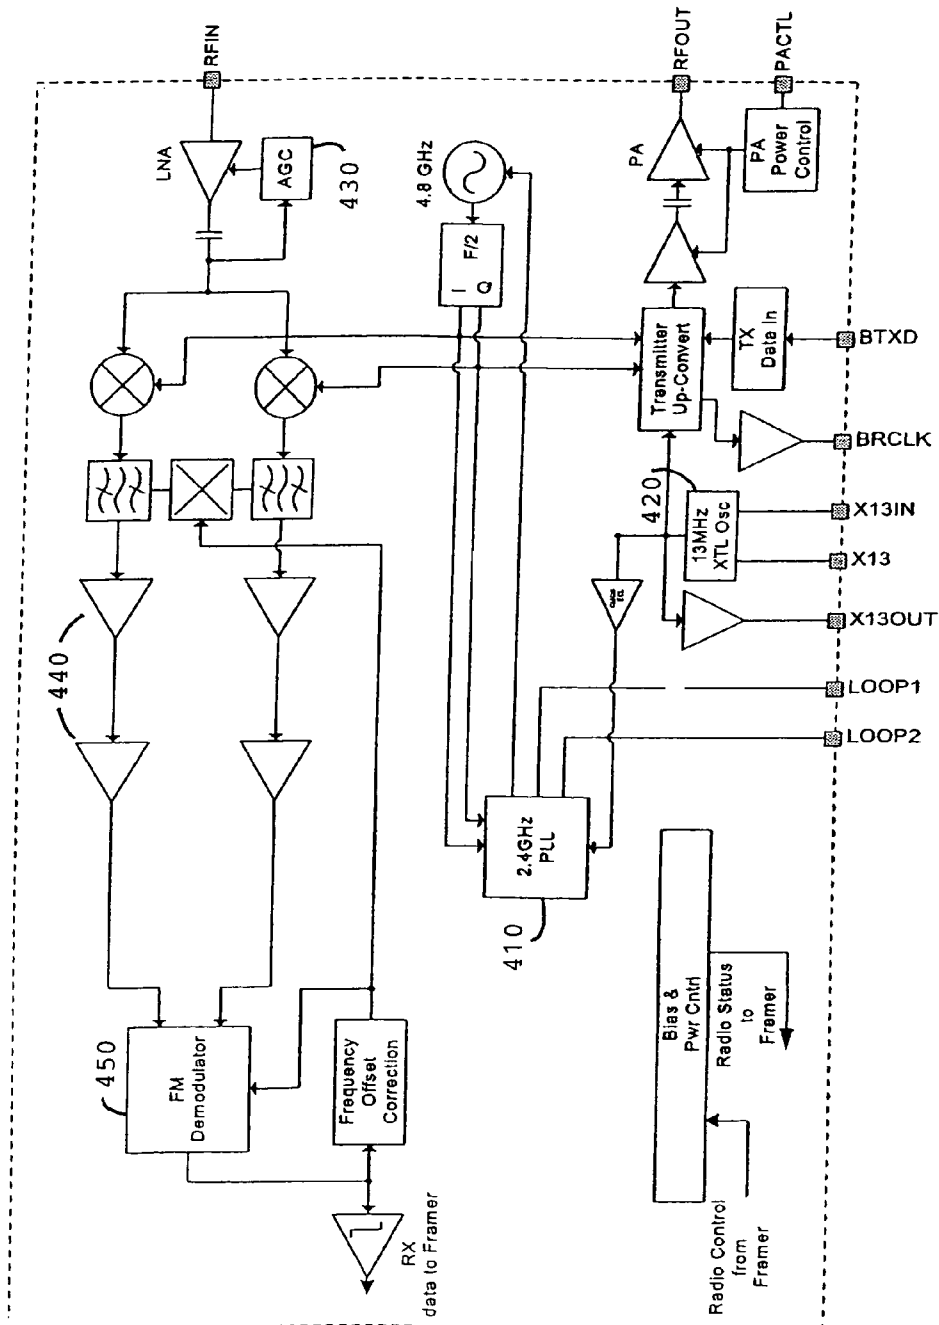 RFIN
LNA
AGC
430
4.8 GHz
F/2
I
Q
RFOUT
PACTL
PA
PA
Power
Control
Transmitter
Up-Convert
TX
Data In
BTXD
BRCLK
420
13MHz
XTL Osc
X13IN
X13
X13OUT
LOOP1
LOOP2
440
2.4GHz
PLL
410
450
FM
Demodulator
Frequency
Offset
Correction
RX
data to Framer
Bias &
Pwr Cntrl
Radio Status
to
Framer
Radio Control
from
Framer